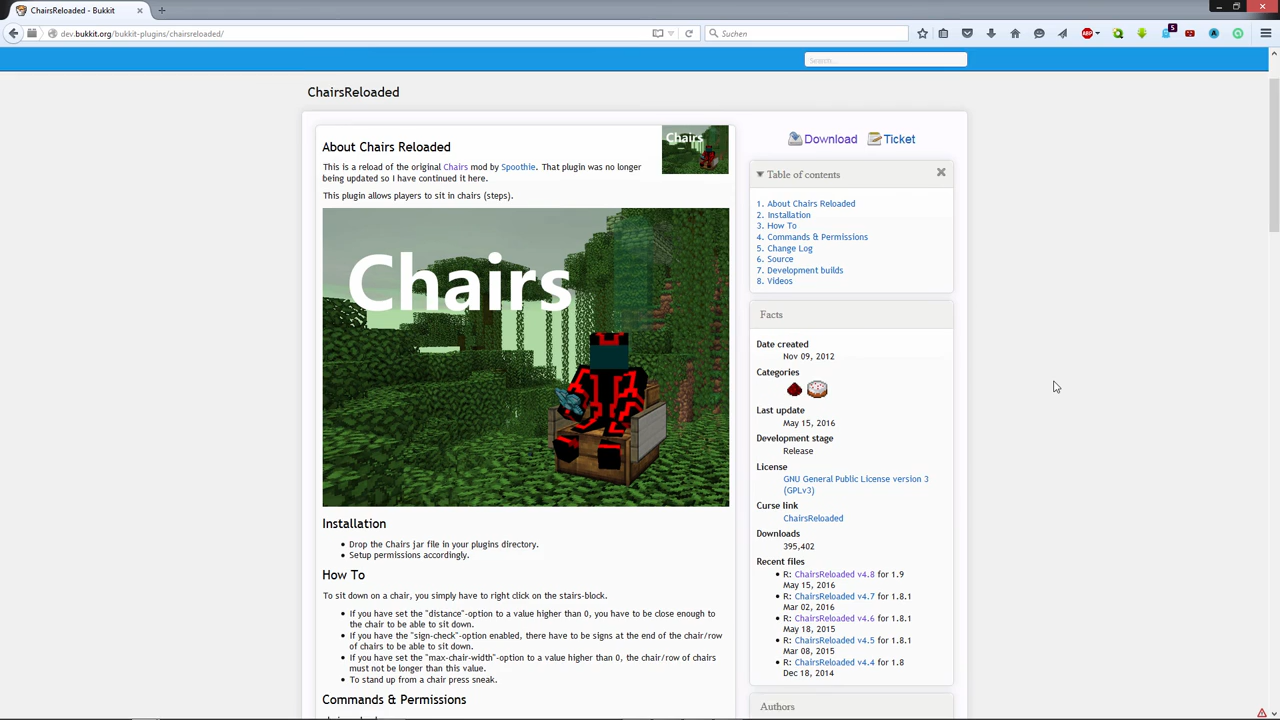 ChairsReloaded - Bukkit
dev.bukkit.org/bukkit-plugins/chairsreloaded/
Suchen
ABP
5
Search...
ChairsReloaded
About Chairs Reloaded
This is a reload of the original Chairs mod by Spoothie. That plugin was no longer
being updated so I have continued it here.
This plugin allows players to sit in chairs (steps).
Chairs
Chairs
Installation
• Drop the Chairs jar file in your plugins directory.
• Setup permissions accordingly.
How To
To sit down on a chair, you simply have to right click on the stairs-block.
• If you have set the "distance"-option to a value higher than 0, you have to be close enough to
the chair to be able to sit down.
• If you have the "sign-check"-option enabled, there have to be signs at the end of the chair/row
of chairs to be able to sit down.
• If you have set the "max-chair-width"-option to a value higher than 0, the chair/row of chairs
must not be longer than this value.
• To stand up from a chair press sneak.
Commands & Permissions
Download
Ticket
Table of contents
1. About Chairs Reloaded
2. Installation
3. How To
4. Commands & Permissions
5. Change Log
6. Source
7. Development builds
8. Videos
Facts
Date created
Nov 09, 2012
Categories
Last update
May 15, 2016
Development stage
Release
License
GNU General Public License version 3
(GPLv3)
Curse link
ChairsReloaded
Downloads
395,402
Recent files
• R: ChairsReloaded v4.8 for 1.9
May 15, 2016
• R: ChairsReloaded v4.7 for 1.8.1
Mar 02, 2016
• R: ChairsReloaded v4.6 for 1.8.1
May 18, 2015
• R: ChairsReloaded v4.5 for 1.8.1
Mar 08, 2015
• R: ChairsReloaded v4.4 for 1.8
Dec 18, 2014
Authors